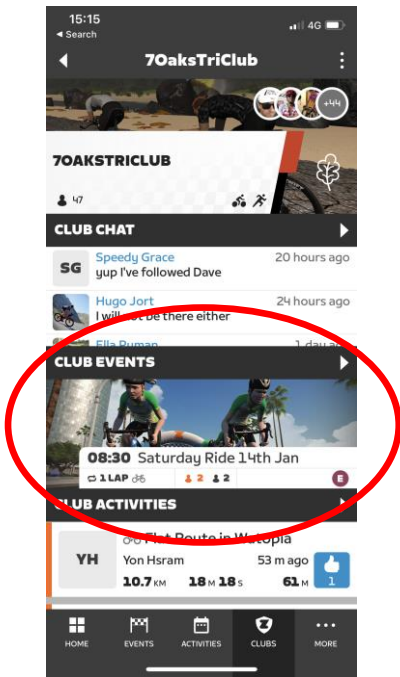 15:15
4G
◄ Search
7OaksTriClub
+44
7OAKSTRICLUB
47
CLUB CHAT
SG
Speedy Grace
20 hours ago
yup I've followed Dave
Hugo Jort
24 hours ago
I will not be there either
Ella Ruman
1 day ago
CLUB EVENTS
08:30 Saturday Ride 14th Jan
1 LAP
2
2
E
CLUB ACTIVITIES
Flat Route in Watopia
YH
Yon Hsram
53 m ago
10.7 KM
18 M 18 S
61 M
1
HOME
EVENTS
ACTIVITIES
CLUBS
MORE